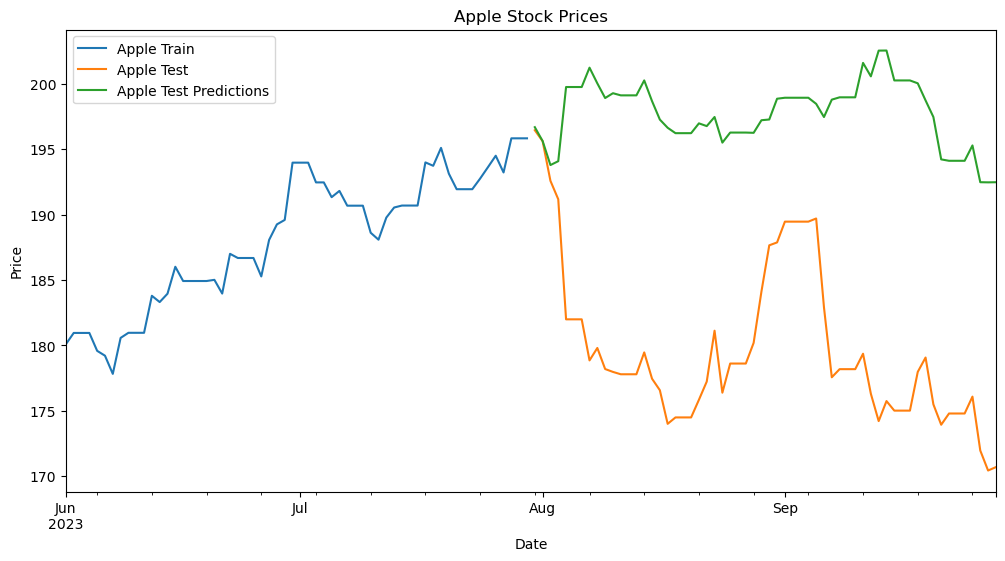 Apple Stock Prices
Apple Train
Apple Test
Apple Test Predictions
200
195
190
185
180
175
170
Price
Jun
2023
Jul
Aug
Sep
Date